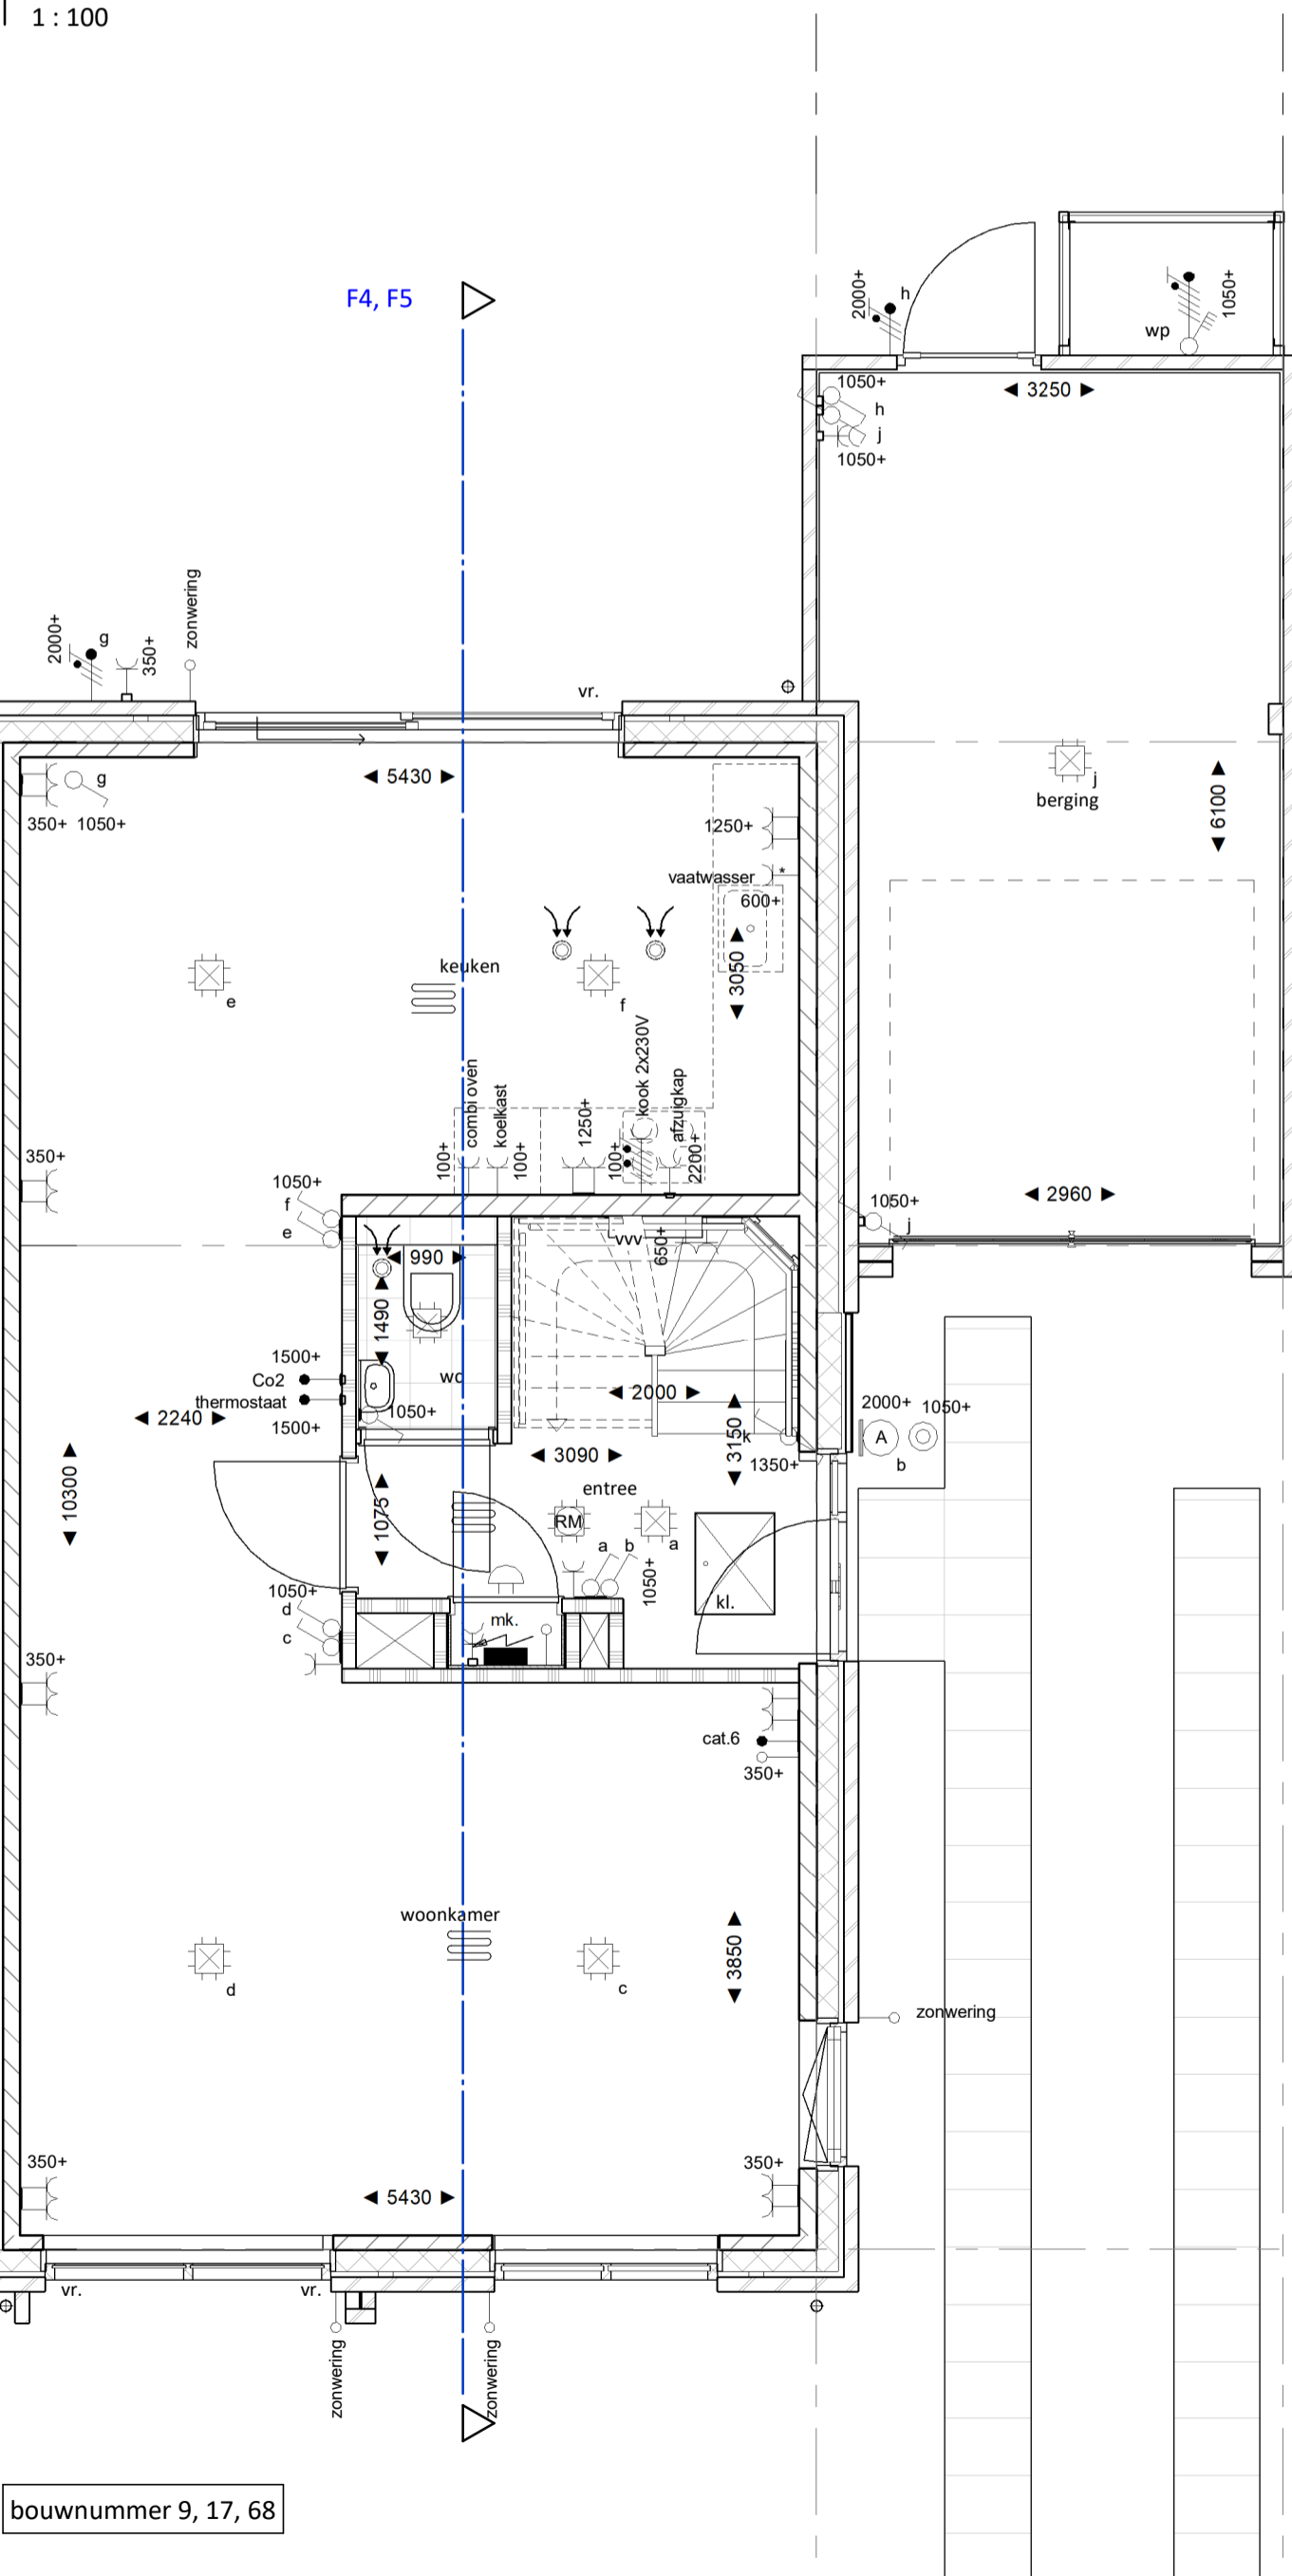 1 : 100
F4, F5
2000+
h
1050+
wp
3250
1050+
h
j
1050+
zonwering
2000+
g
350+
vr.
5430
g
350+ 1050+
1250+
vaatwasser *
600+
j
berging
6100
keuken
3050
e
f
kook 2x230V
combi oven
koelkast
afzuigkap
1250+
100+
100+
100+
2200+
350+
1050+
f
e
2960
1050+
j
vvv
650+
990
1490
1500+
Co2
thermostaat
1500+
wc
1050+
2000
2240
3090
3150
k
1350+
2000+
1050+
A
b
10300
1075
entree
RM
a
a b
1050+
kl.
mk.
1050+
d
c
350+
cat.6
350+
woonkamer
3850
d
c
zonwering
350+
350+
5430
vr.
vr.
zonwering
zonwering
bouwnummer 9, 17, 68